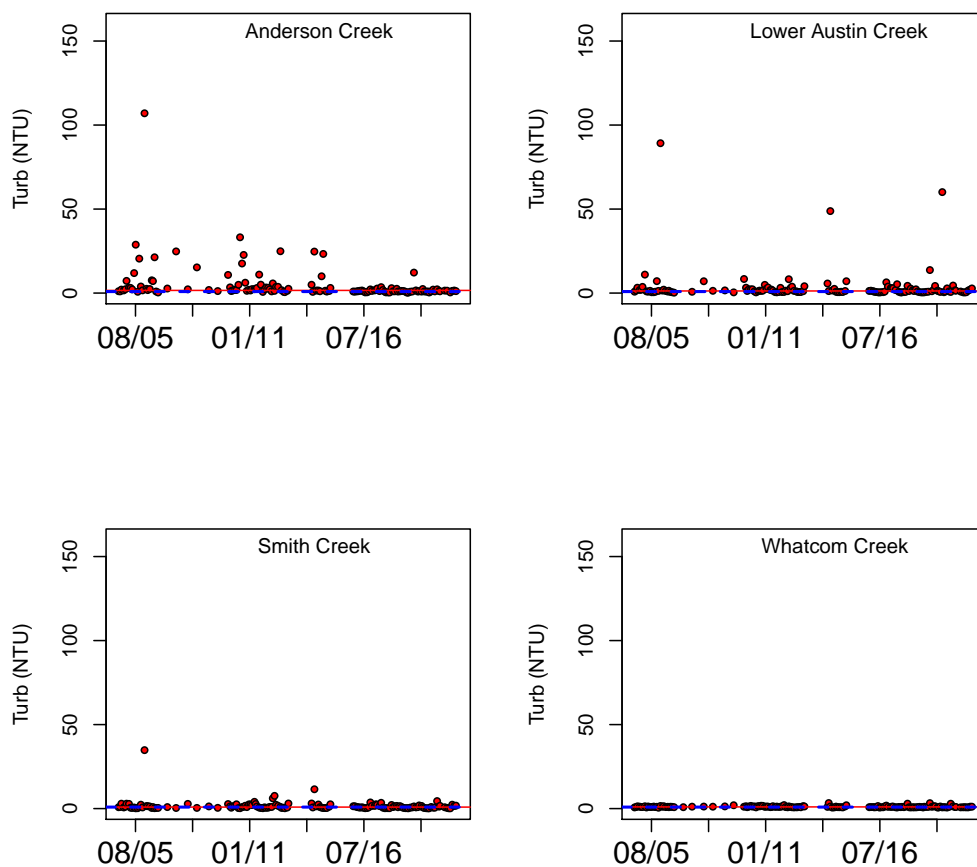 Anderson Creek
Turb (NTU)
150
100
50
0
08/05 01/11 07/16
Lower Austin Creek
Turb (NTU)
150
100
50
0
08/05 01/11 07/16
Smith Creek
Turb (NTU)
150
100
50
0
08/05 01/11 07/16
Whatcom Creek
Turb (NTU)
150
100
50
0
08/05 01/11 07/16